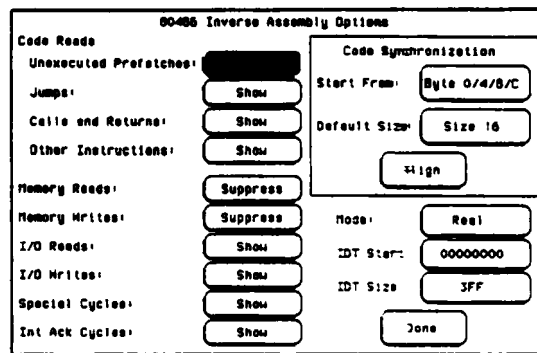 80486 Inverse Assembly Options
Code Reads
Unexecuted Prefetches:
Jumps: Show
Calls and Returns: Show
Other Instructions: Show
Memory Reads: Suppress
Memory Writes: Suppress
I/O Reads: Show
I/O Writes: Show
Special Cycles: Show
Int Ack Cycles: Show
Code Synchronization
Start From: Byte 0/4/8/C
Default Size: Size 16
Align
Mode: Real
IDT Start 00000000
IDT Size 3FF
Done